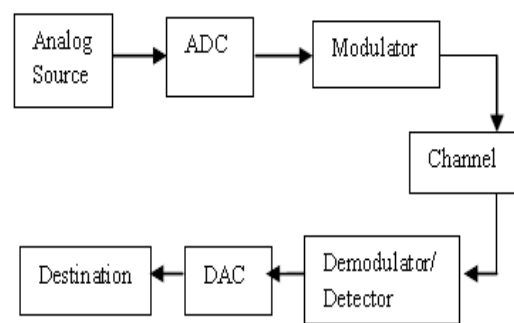 Analog
Source
ADC
Modulator
Channel
Demodulator/
Detector
DAC
Destination